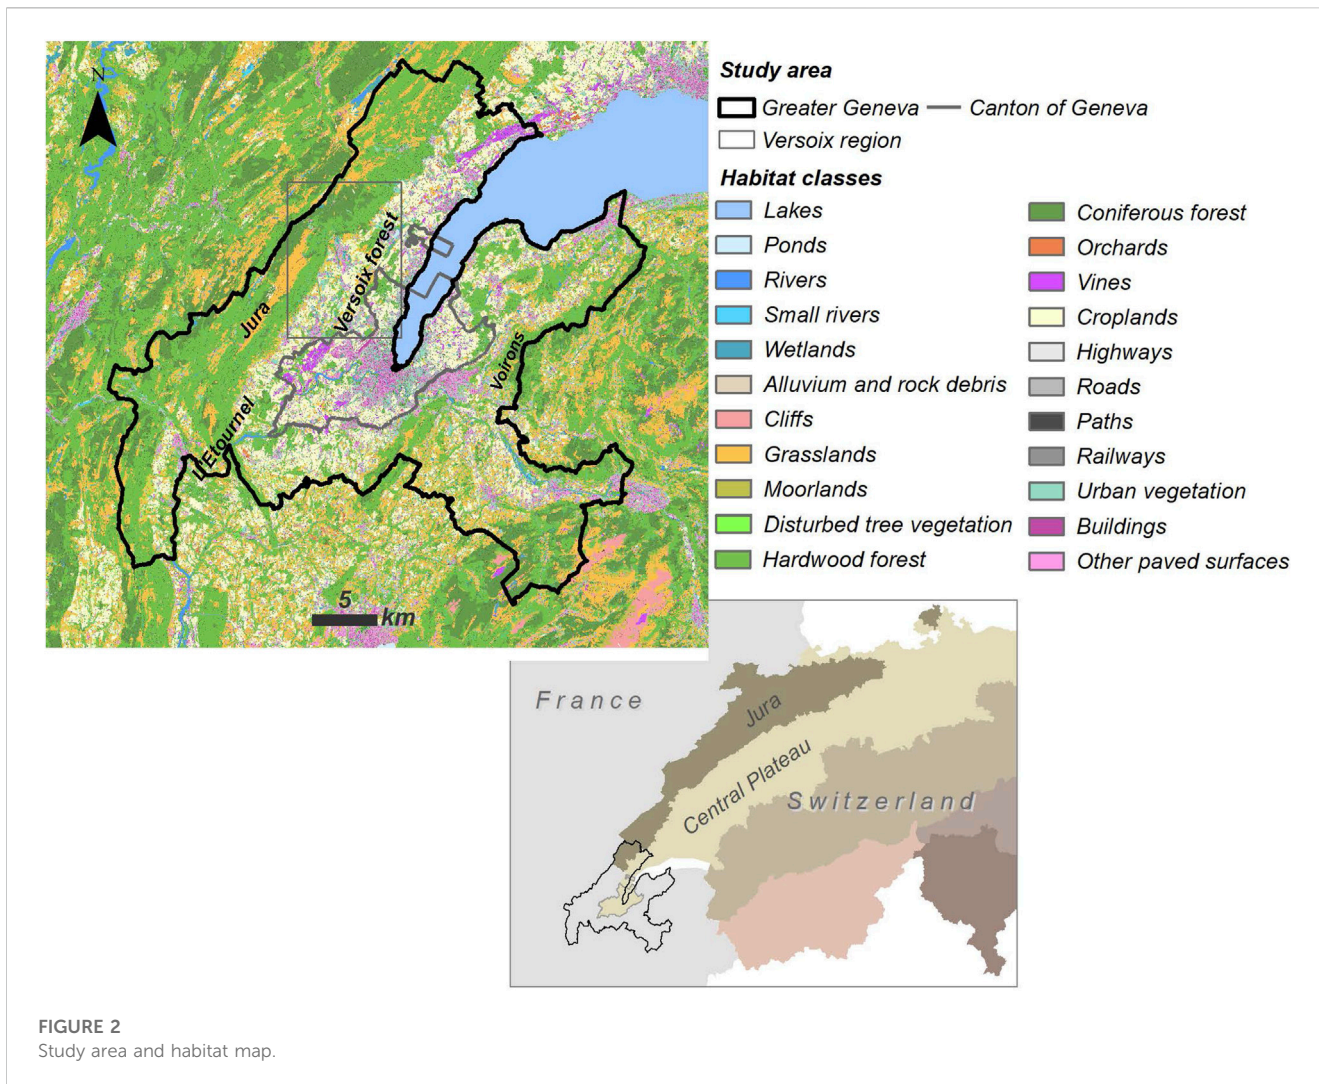 N
Jura
Versoix forest
Voirons
L'Etournel
5
km
Study area
Greater Geneva
Canton of Geneva
Versoix region
Habitat classes
Lakes
Ponds
Rivers
Small rivers
Wetlands
Alluvium and rock debris
Cliffs
Grasslands
Moorlands
Disturbed tree vegetation
Hardwood forest
Coniferous forest
Orchards
Vines
Croplands
Highways
Roads
Paths
Railways
Urban vegetation
Buildings
Other paved surfaces
France
Jura
Central Plateau
Switzerland
FIGURE 2
Study area and habitat map.